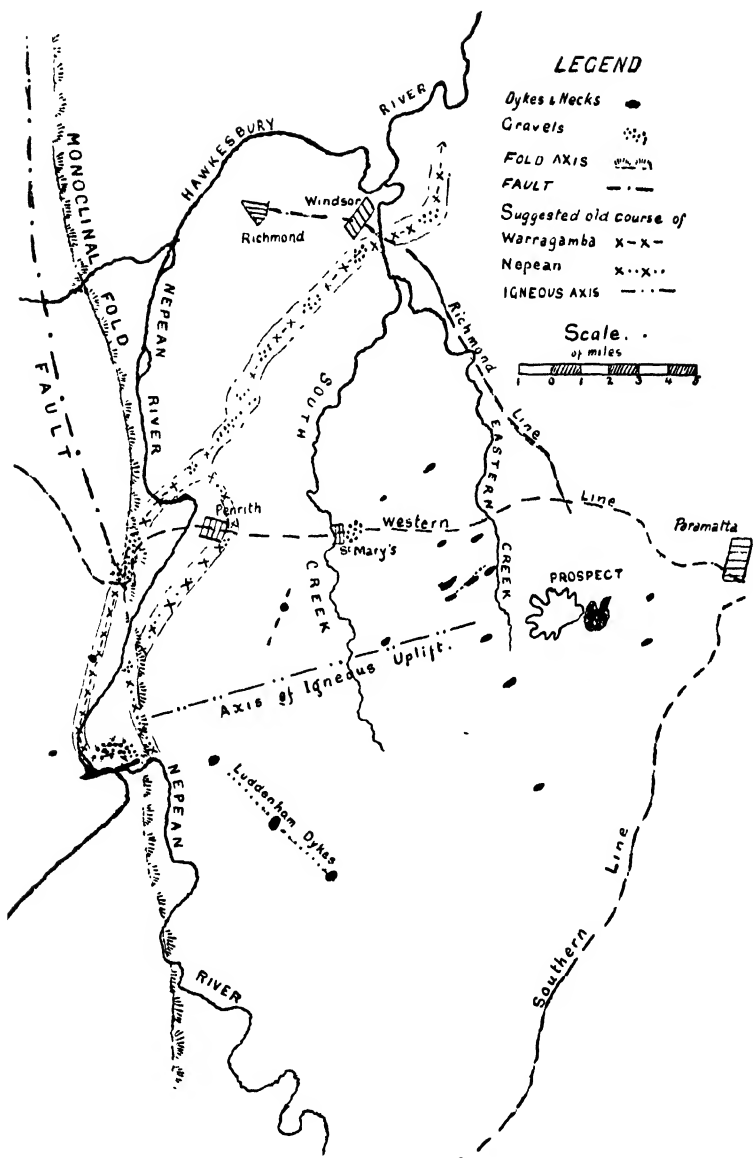 LEGEND
Dykes & Necks
Gravels
FOLD AXIS
FAULT
Suggested old course of
Warragamba x-x-
Nepean x..x..
IGNEOUS AXIS
Scale. .
of miles
1 0 1 2 3 4 5
MONOCLINAL
FOLD
FAULT
HAWKESBURY
RIVER
Windsor
Richmond
NEPEAN
RIVER
SOUTH
CREEK
Richmond
Line
EASTERN
CREEK
Penrith
Western
Line
St Mary's
Paramatta
PROSPECT
Axis of Igneous Uplift.
Luddenham Dykes
NEPEAN
RIVER
Southern
Line